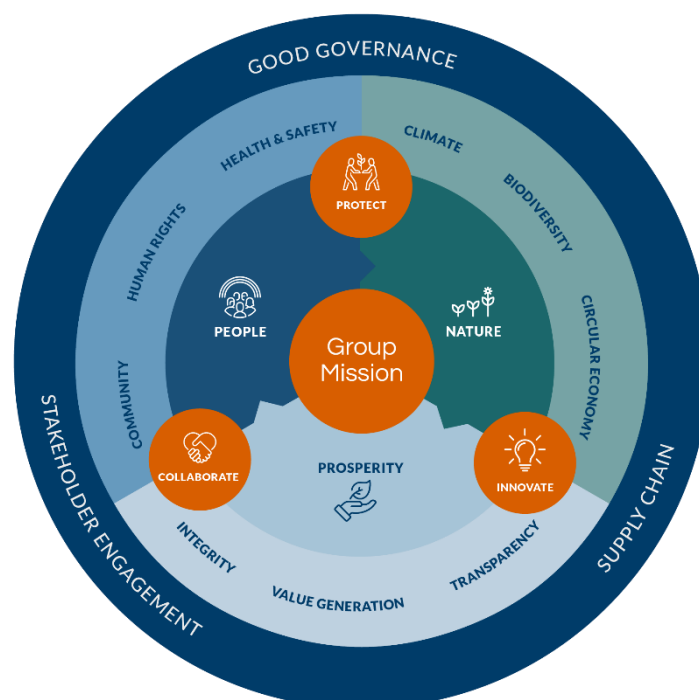 GOOD GOVERNANCE
HEALTH & SAFETY
CLIMATE
BIODIVERSITY
HUMAN RIGHTS
PROTECT
PEOPLE
NATURE
Group
Mission
CIRCULAR ECONOMY
COMMUNITY
COLLABORATE
PROSPERITY
INNOVATE
INTEGRITY
VALUE GENERATION
TRANSPARENCY
STAKEHOLDER ENGAGEMENT
SUPPLY CHAIN